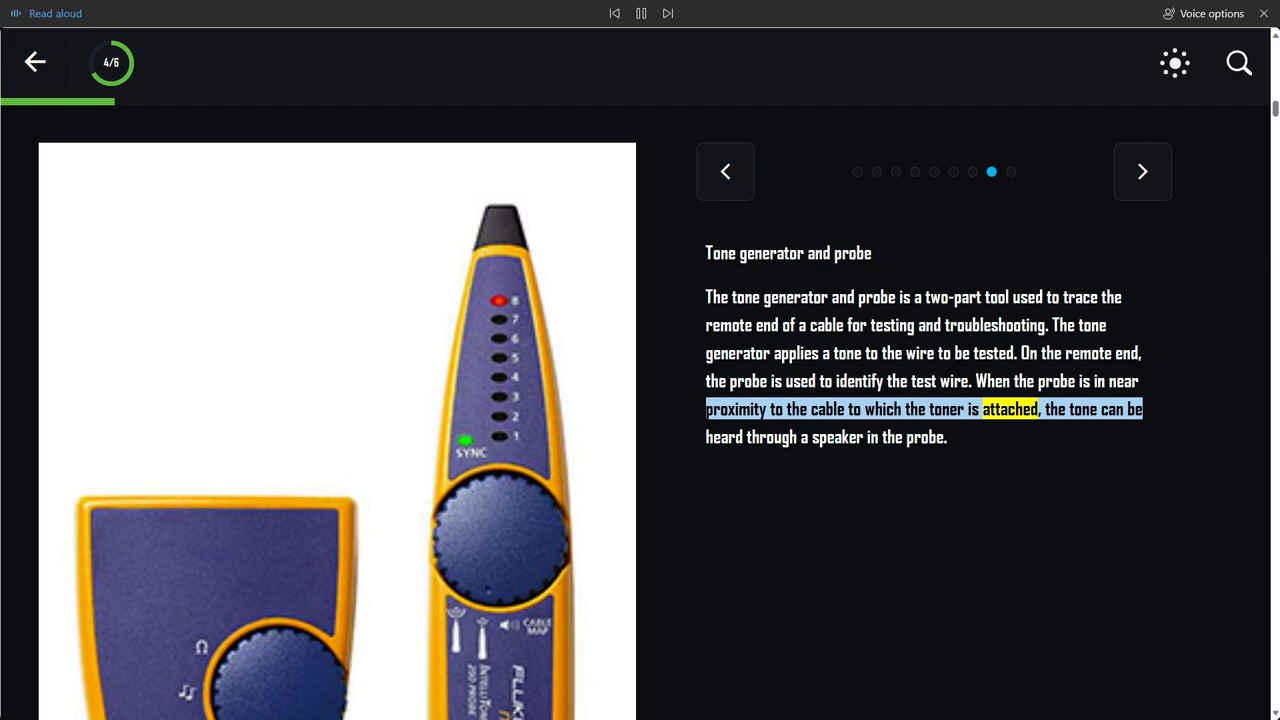 Read aloud
Voice options
4/6
Tone generator and probe
The tone generator and probe is a two-part tool used to trace the
remote end of a cable for testing and troubleshooting. The tone
generator applies a tone to the wire to be tested. On the remote end,
the probe is used to identify the test wire. When the probe is in near
proximity to the cable to which the toner is attached, the tone can be
heard through a speaker in the probe.
8
7
6
5
4
3
2
1
SYNC
CABLE
MAP
Ω